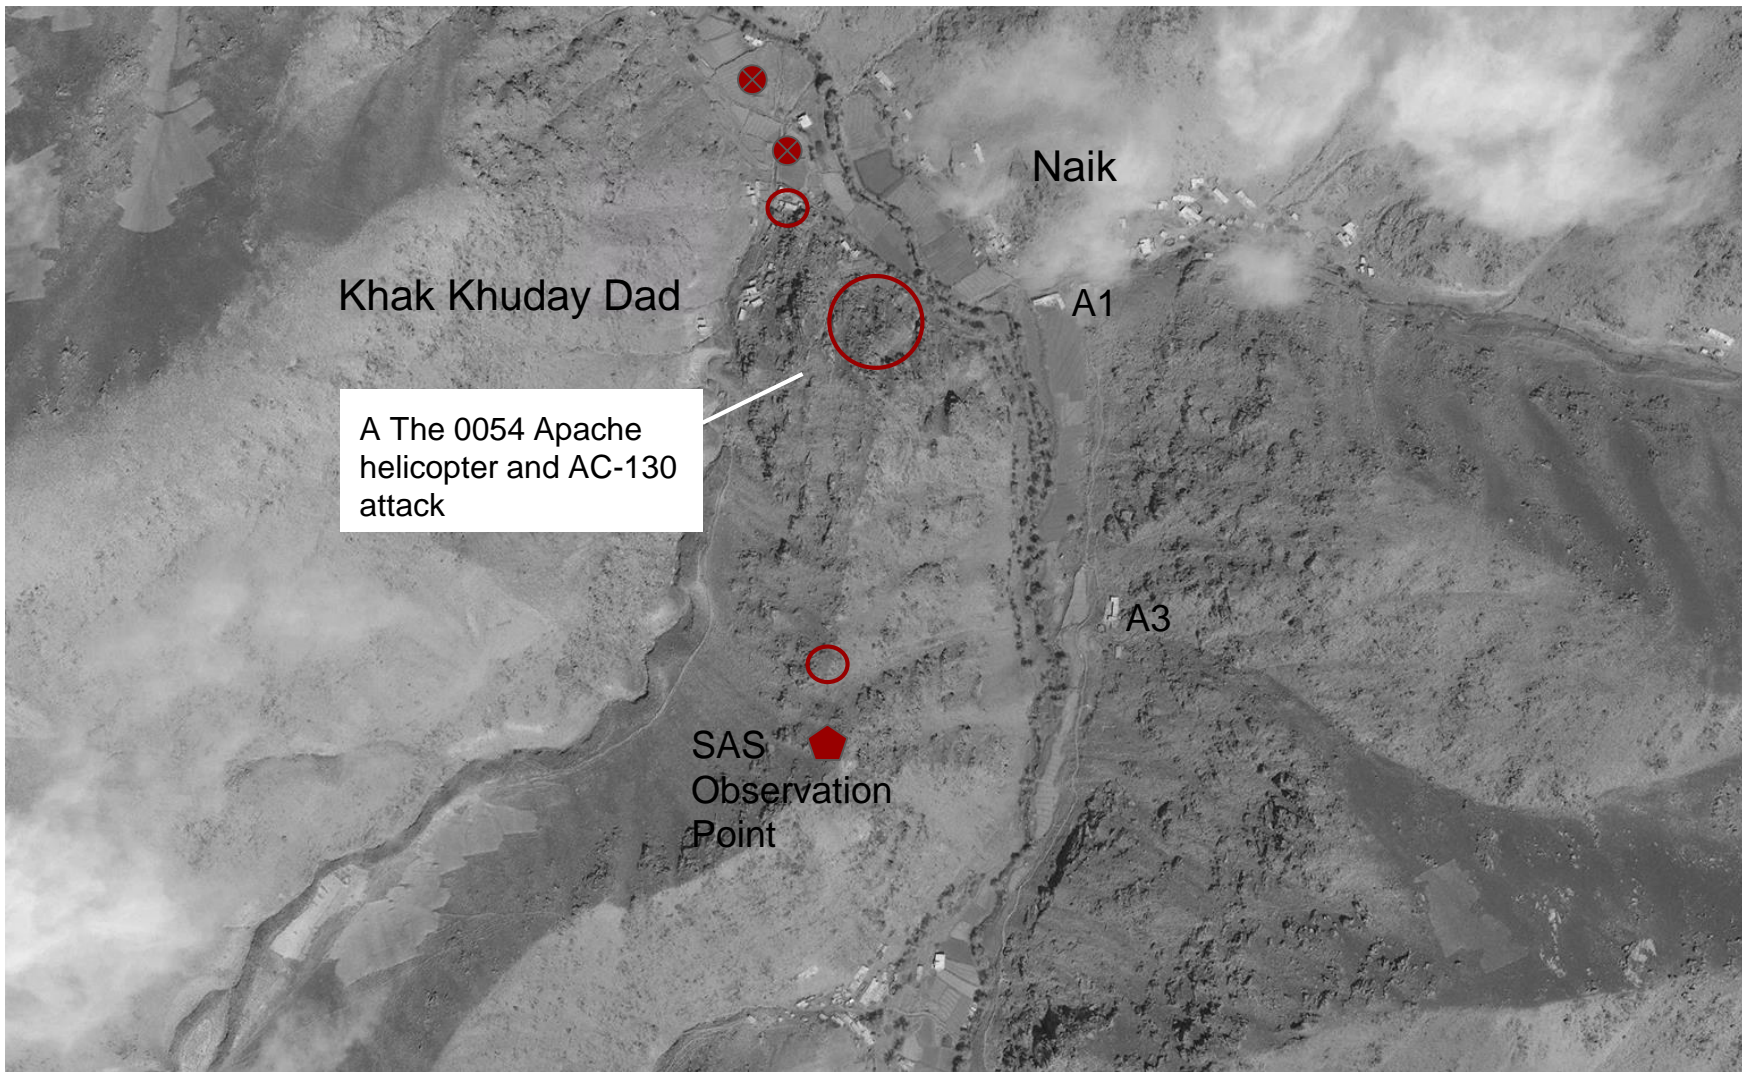 Naik
Khak Khuday Dad
A1
A The 0054 Apache
helicopter and AC-130
attack
A3
SAS
Observation
Point